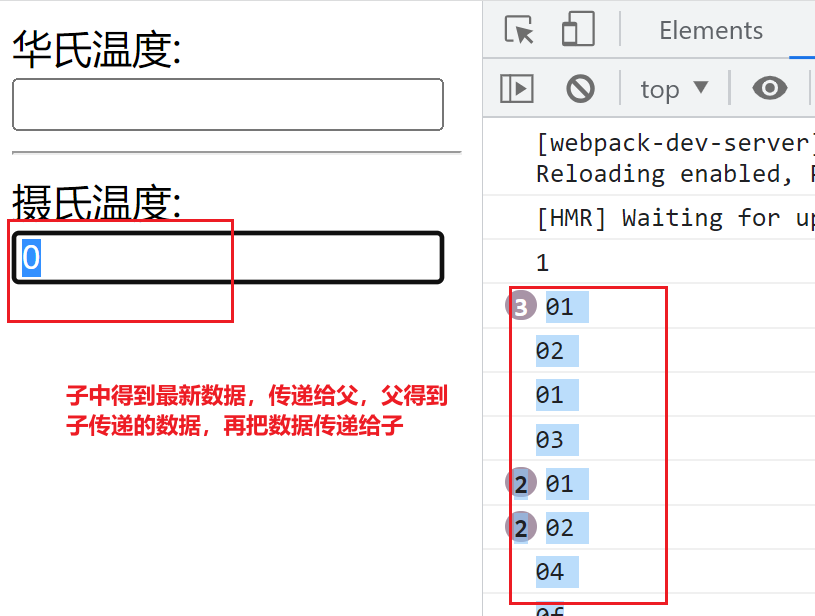 华氏温度:
摄氏温度:
0
子中得到最新数据，传递给父，父得到
子传递的数据，再把数据传递给子
Elements
top
[webpack-dev-server]
Reloading enabled,
[HMR] Waiting for up
1
3 01
02
01
03
2 01
2 02
04
0f